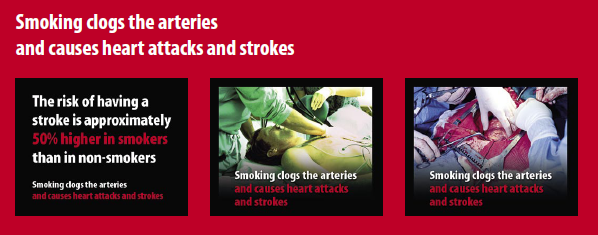 Smoking clogs the arteries
and causes heart attacks and strokes
The risk of having a
stroke is approximately
50% higher in smokers
than in non-smokers
Smoking clogs the arteries
and causes heart attacks and strokes
Smoking clogs the arteries
and causes heart attacks
and strokes
Smoking clogs the arteries
and causes heart attacks
and strokes